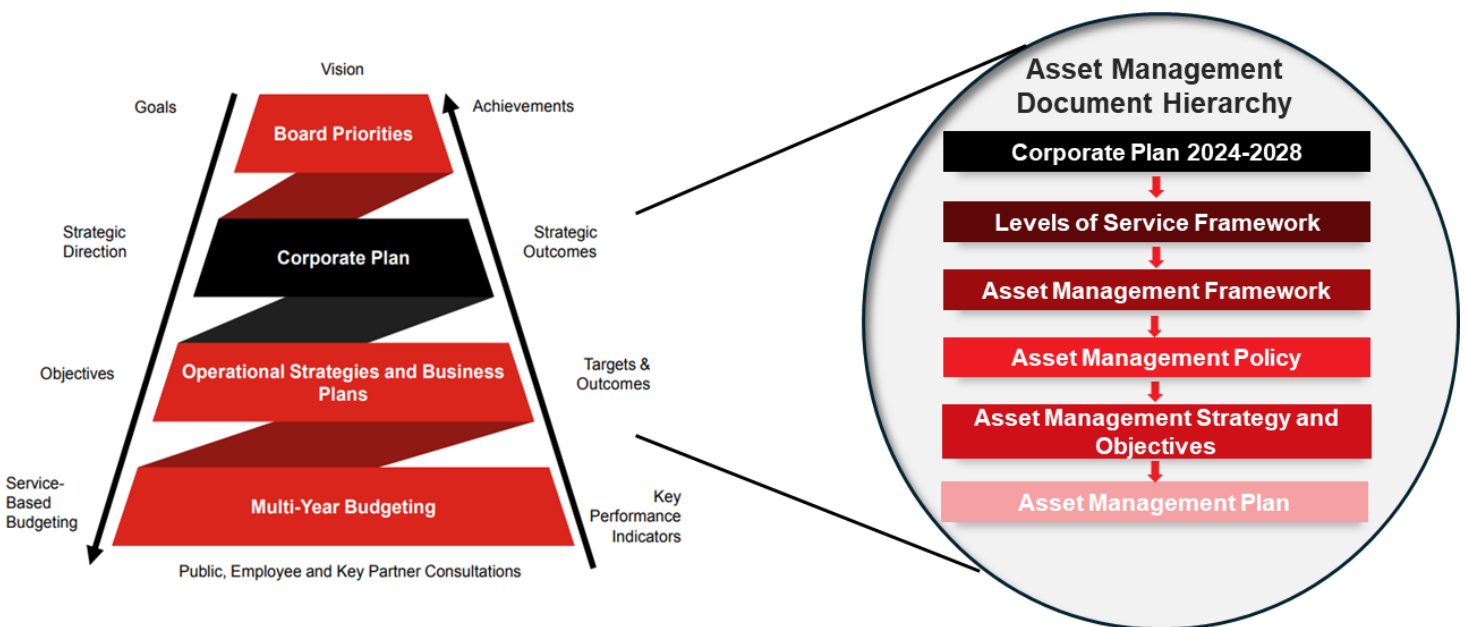 Vision
Goals
Achievements
Board Priorities
Strategic
Direction
Strategic
Outcomes
Corporate Plan
Objectives
Targets &
Outcomes
Operational Strategies and Business
Plans
Service-
Based
Budgeting
Multi-Year Budgeting
Key
Performance
Indicators
Public, Employee and Key Partner Consultations
Asset Management
Document Hierarchy
Corporate Plan 2024-2028
Levels of Service Framework
Asset Management Framework
Asset Management Policy
Asset Management Strategy and
Objectives
Asset Management Plan